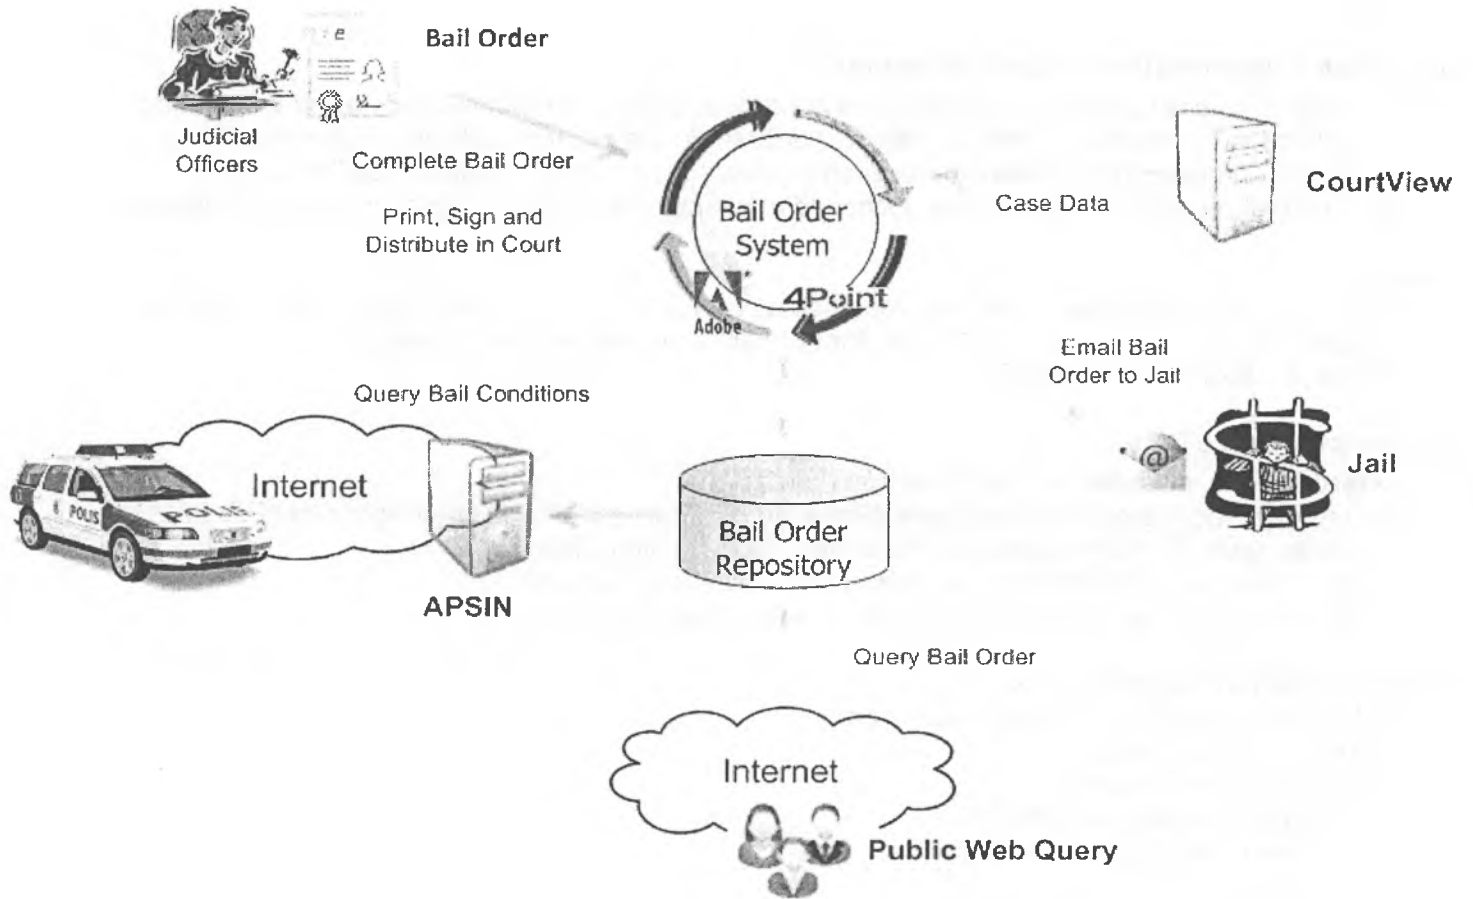 Bail Order
Judicial
Officers
Complete Bail Order
Print, Sign and
Distribute in Court
Bail Order
System
Adobe
4Point
Case Data
CourtView
Email Bail
Order to Jail
@
Jail
Query Bail Conditions
Internet
POLIS
POLIS
APSIN
Bail Order
Repository
Query Bail Order
Internet
Public Web Query